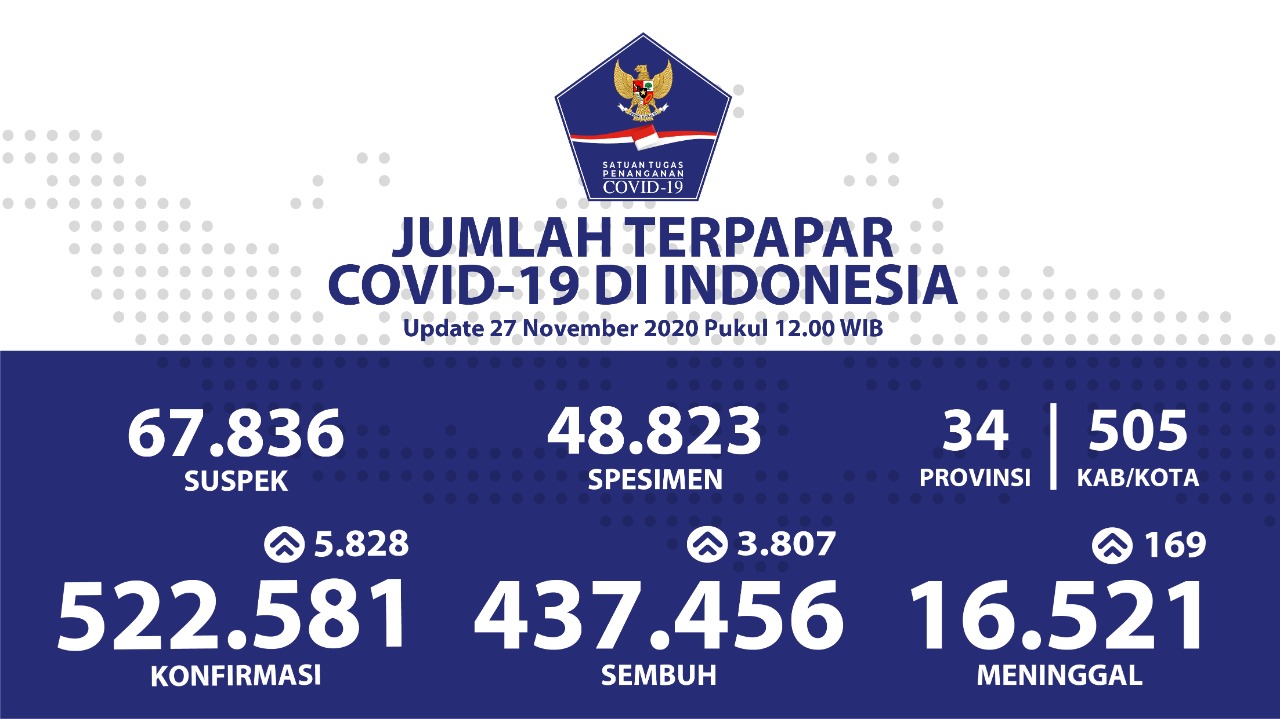 SATUAN TUGAS
PENANGANAN
COVID-19
JUMLAH TERPAPAR
COVID-19 DI INDONESIA
Update 27 November 2020 Pukul 12.00 WIB
67.836
SUSPEK
48.823
SPESIMEN
34
PROVINSI
505
KAB/KOTA
5.828
522.581
KONFIRMASI
3.807
437.456
SEMBUH
169
16.521
MENINGGAL